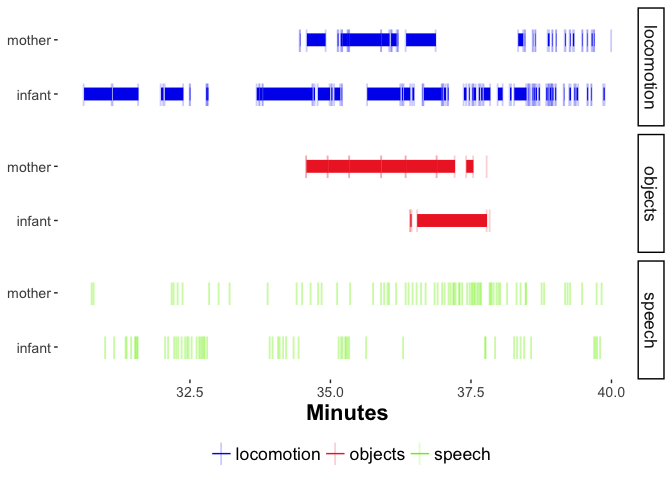 mother
infant
locomotion
mother
infant
objects
mother
infant
speech
32.5 35.0 37.5 40.0
Minutes
locomotion objects speech